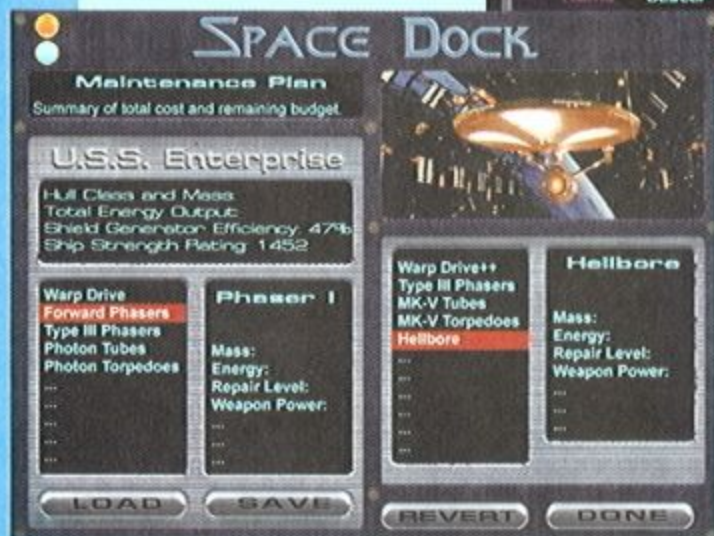 SPACE DOCK
Maintenance Plan
Summary of total cost and remaining budget.
U.S.S. Enterprise
Hull Class and Mass
Total Energy Output
Shield Generator Efficiency: 47%
Ship Strength Rating: 1452
Warp Drive
Forward Phasers
Type III Phasers
Photon Tubes
Photon Torpedoes
...
...
...
...
...
Phaser I
Mass:
Energy:
Repair Level:
Weapon Power:
...
...
...
LOAD
SAVE
Warp Drive++
Type III Phasers
MK-V Tubes
MK-V Torpedoes
Hellbore
...
...
...
...
...
...
Hellbore
Mass:
Energy:
Repair Level:
Weapon Power:
...
...
...
REVERT
DONE